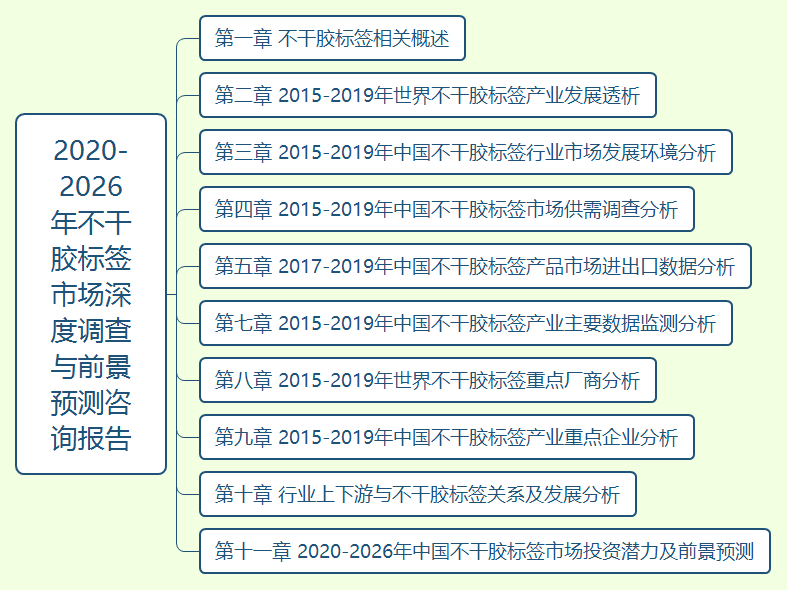 2020-
2026
年不干
胶标签
市场深
度调查
与前景
预测咨
询报告
第一章 不干胶标签相关概述
第二章 2015-2019年世界不干胶标签产业发展透析
第三章 2015-2019年中国不干胶标签行业市场发展环境分析
第四章 2015-2019年中国不干胶标签市场供需调查分析
第五章 2017-2019年中国不干胶标签产品市场进出口数据分析
第七章 2015-2019年中国不干胶标签产业主要数据监测分析
第八章 2015-2019年世界不干胶标签重点厂商分析
第九章 2015-2019年中国不干胶标签产业重点企业分析
第十章 行业上下游与不干胶标签关系及发展分析
第十一章 2020-2026年中国不干胶标签市场投资潜力及前景预测